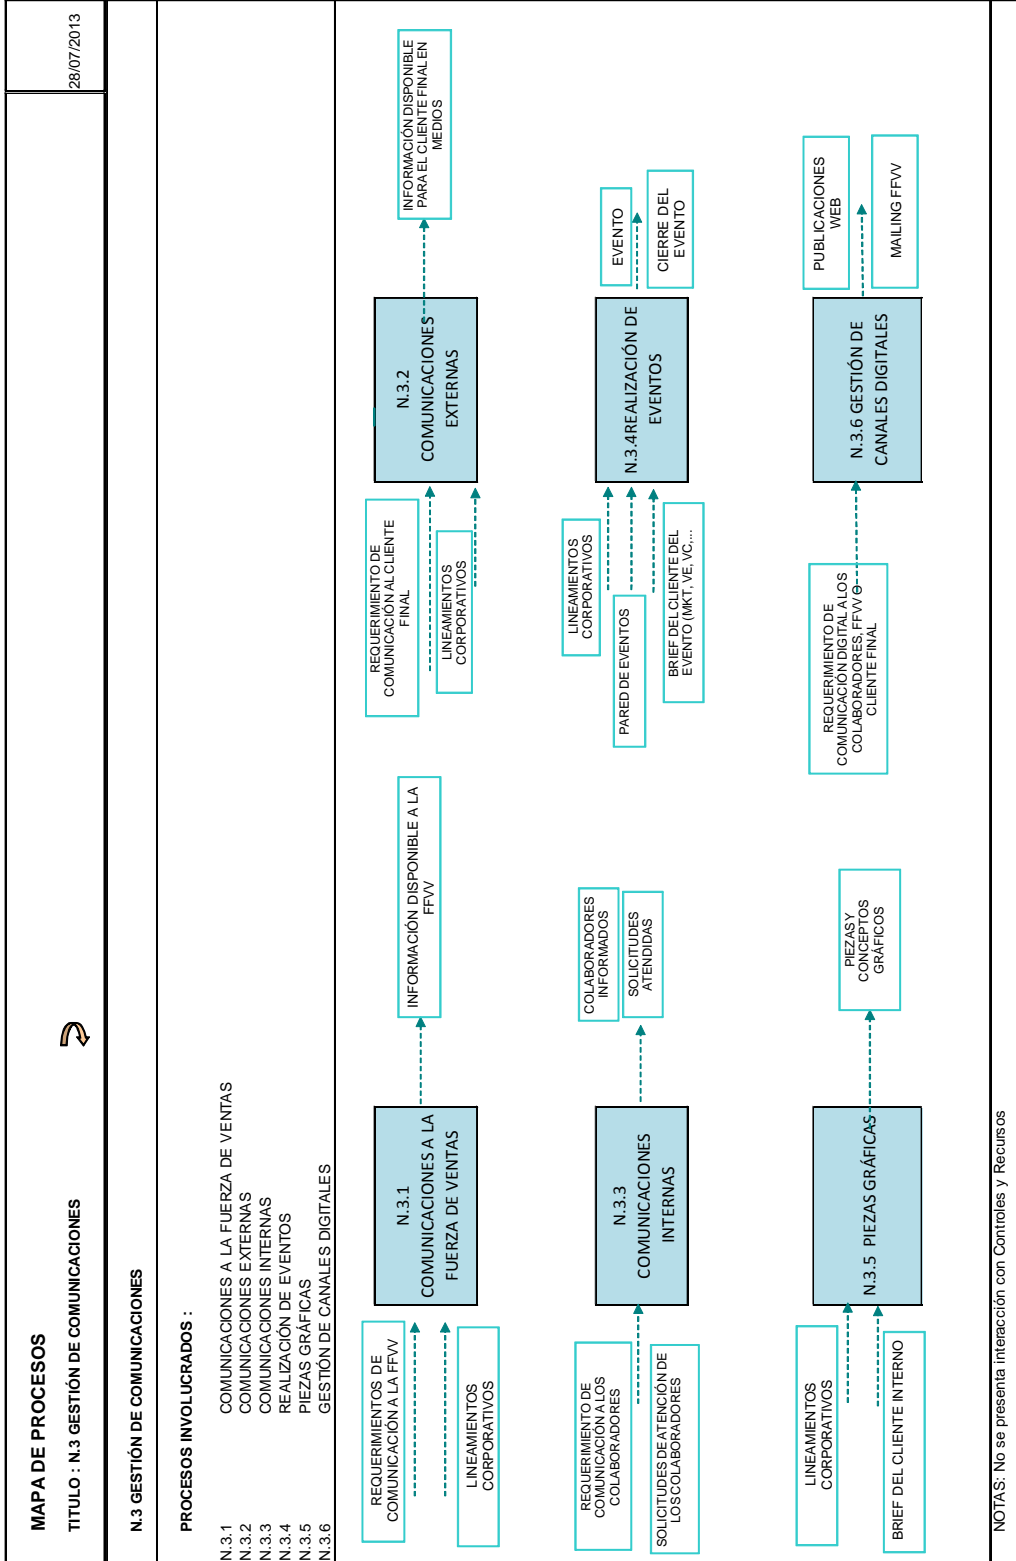 MAPA DE PROCESOS
TITULO : N.3 GESTIÓN DE COMUNICACIONES
28/07/2013
N.3 GESTIÓN DE COMUNICACIONES
PROCESOS INVOLUCRADOS :
N.3.1 COMUNICACIONES A LA FUERZA DE VENTAS
N.3.2 COMUNICACIONES EXTERNAS
N.3.3 COMUNICACIONES INTERNAS
N.3.4 REALIZACIÓN DE EVENTOS
N.3.5 PIEZAS GRÁFICAS
N.3.6 GESTIÓN DE CANALES DIGITALES
REQUERIMIENTOS DE
COMUNICACIÓN A LA FFVV
LINEAMIENTOS
CORPORATIVOS
N.3.1
COMUNICACIONES A LA
FUERZA DE VENTAS
INFORMACIÓN DISPONIBLE A LA
FFVV
REQUERIMIENTO DE
COMUNICACIÓN AL CLIENTE
FINAL
LINEAMIENTOS
CORPORATIVOS
N.3.2
COMUNICACIONES
EXTERNAS
INFORMACIÓN DISPONIBLE
PARA EL CLIENTE FINAL EN
MEDIOS
REQUERIMIENTO DE
COMUNICACIÓN A LOS
COLABORADORES
SOLICITUDES DE ATENCIÓN DE
LOS COLABORADORES
N.3.3
COMUNICACIONES
INTERNAS
COLABORADORES
INFORMADOS
SOLICITUDES
ATENDIDAS
LINEAMIENTOS
CORPORATIVOS
PARED DE EVENTOS
BRIEF DEL CLIENTE DEL
EVENTO (MKT, VE, VC,...
N.3.4REALIZACIÓN DE
EVENTOS
EVENTO
CIERRE DEL
EVENTO
LINEAMIENTOS
CORPORATIVOS
BRIEF DEL CLIENTE INTERNO
N.3.5 PIEZAS GRÁFICAS
PIEZAS Y
CONCEPTOS
GRÁFICOS
REQUERIMIENTO DE
COMUNICACIÓN DIGITAL A LOS
COLABORADORES, FFVV O
CLIENTE FINAL
N.3.6 GESTIÓN DE
CANALES DIGITALES
PUBLICACIONES
WEB
MAILING FFVV
NOTAS: No se presenta interacción con Controles y Recursos